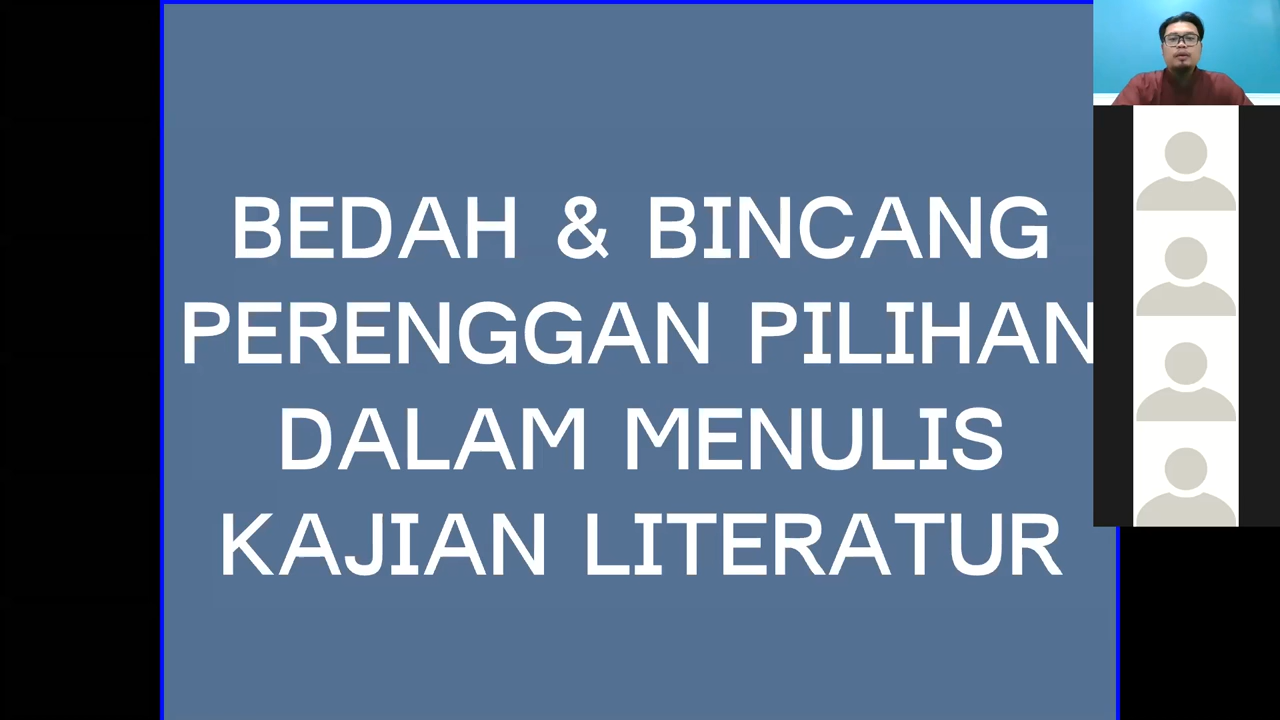 BEDAH & BINCANG
PERENGGAN PILIHAN
DALAM MENULIS
KAJIAN LITERATUR